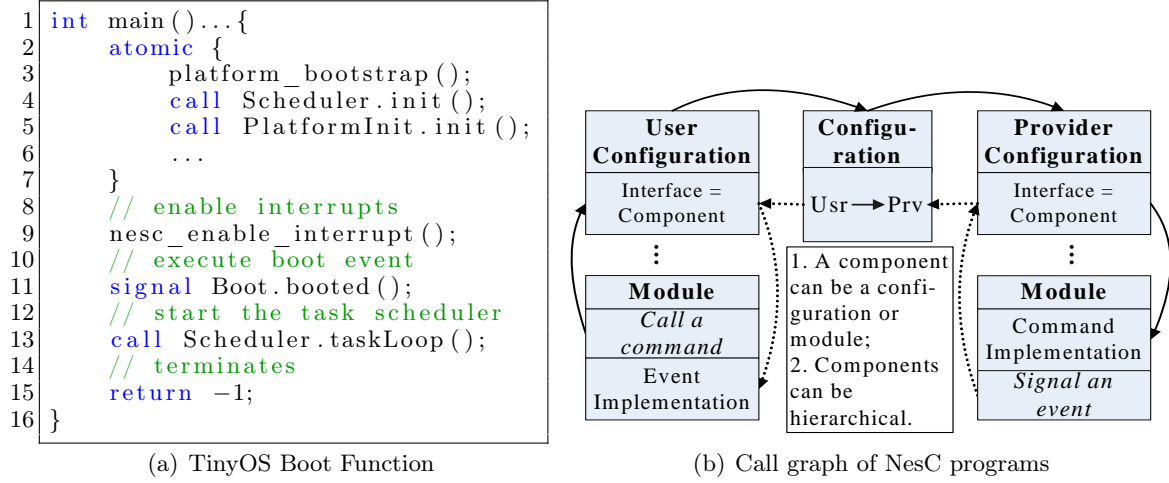 1 int main()...{
2 atomic {
3 platform_bootstrap();
4 call Scheduler.init();
5 call PlatformInit.init();
6 ...
7 }
8 // enable interrupts
9 nesc_enable_interrupt();
10 // execute boot event
11 signal Boot.booted();
12 // start the task scheduler
13 call Scheduler.taskLoop();
14 // terminates
15 return −1;
16 }
(a) TinyOS Boot Function
User
Configuration
Interface =
Component
⋮
Module
Call a
command
Event
Implementation
Configu-
ration
Usr Prv
1. A component
can be a confi-
guration or
module;
2. Components
can be
hierarchical.
Provider
Configuration
Interface =
Component
⋮
Module
Command
Implementation
Signal an
event
(b) Call graph of NesC programs